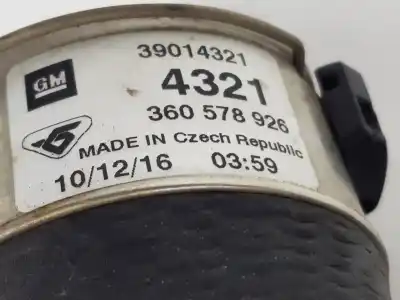 39014321
GM
4321
360 578 926
MADE IN Czech Republic
10/12/16 03:59